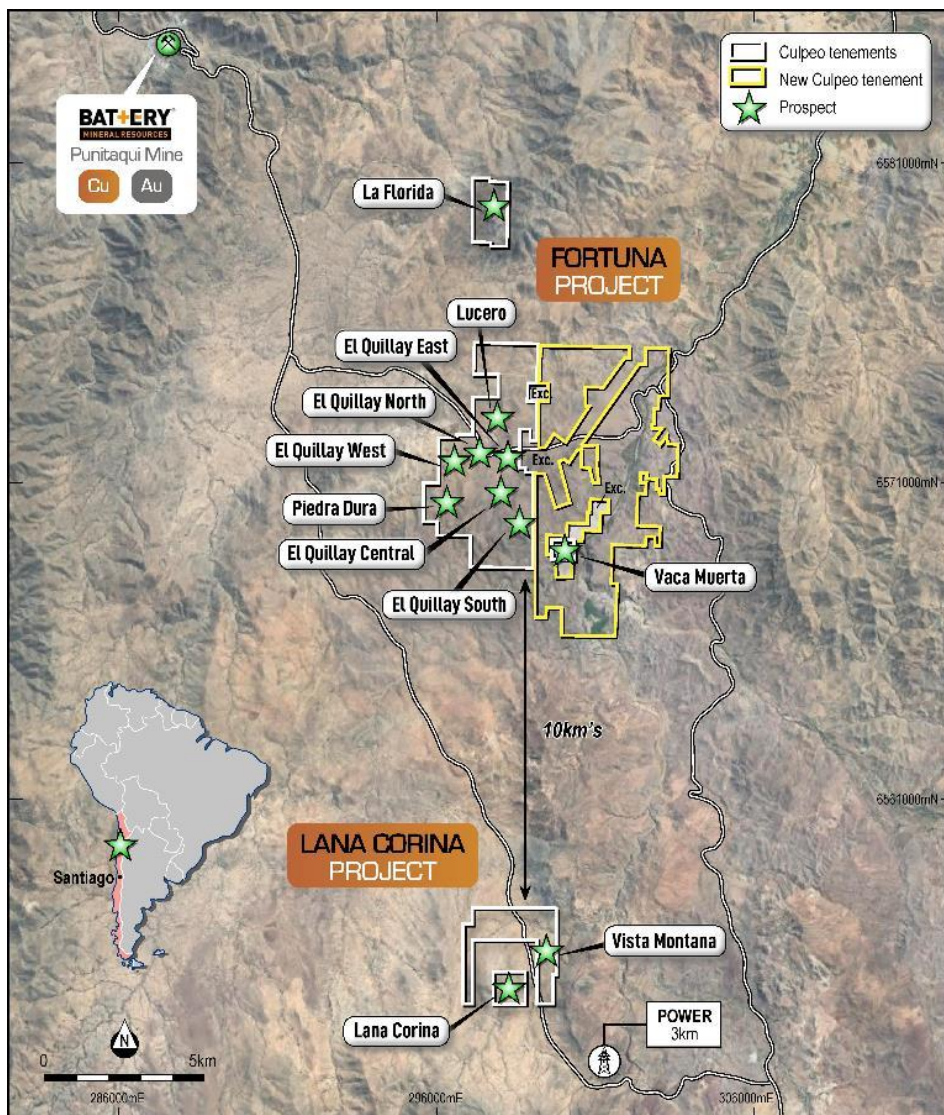 Culpeo tenements
New Culpeo tenement
Prospect
BATTERY
MINERAL RESOURCES
Punitaqui Mine
Cu
Au
6581000mN
La Florida
FORTUNA
PROJECT
Lucero
El Quillay East
Exc.
El Quillay North
El Quillay West
Exc.
Exc.
6571000mN
Piedra Dura
El Quillay Central
Vaca Muerta
El Quillay South
10km's
6561000mN
LANA CORINA
PROJECT
Santiago
Vista Montana
Lana Corina
POWER
3km
N
0
5km
286000mE
296000mE
306000mE